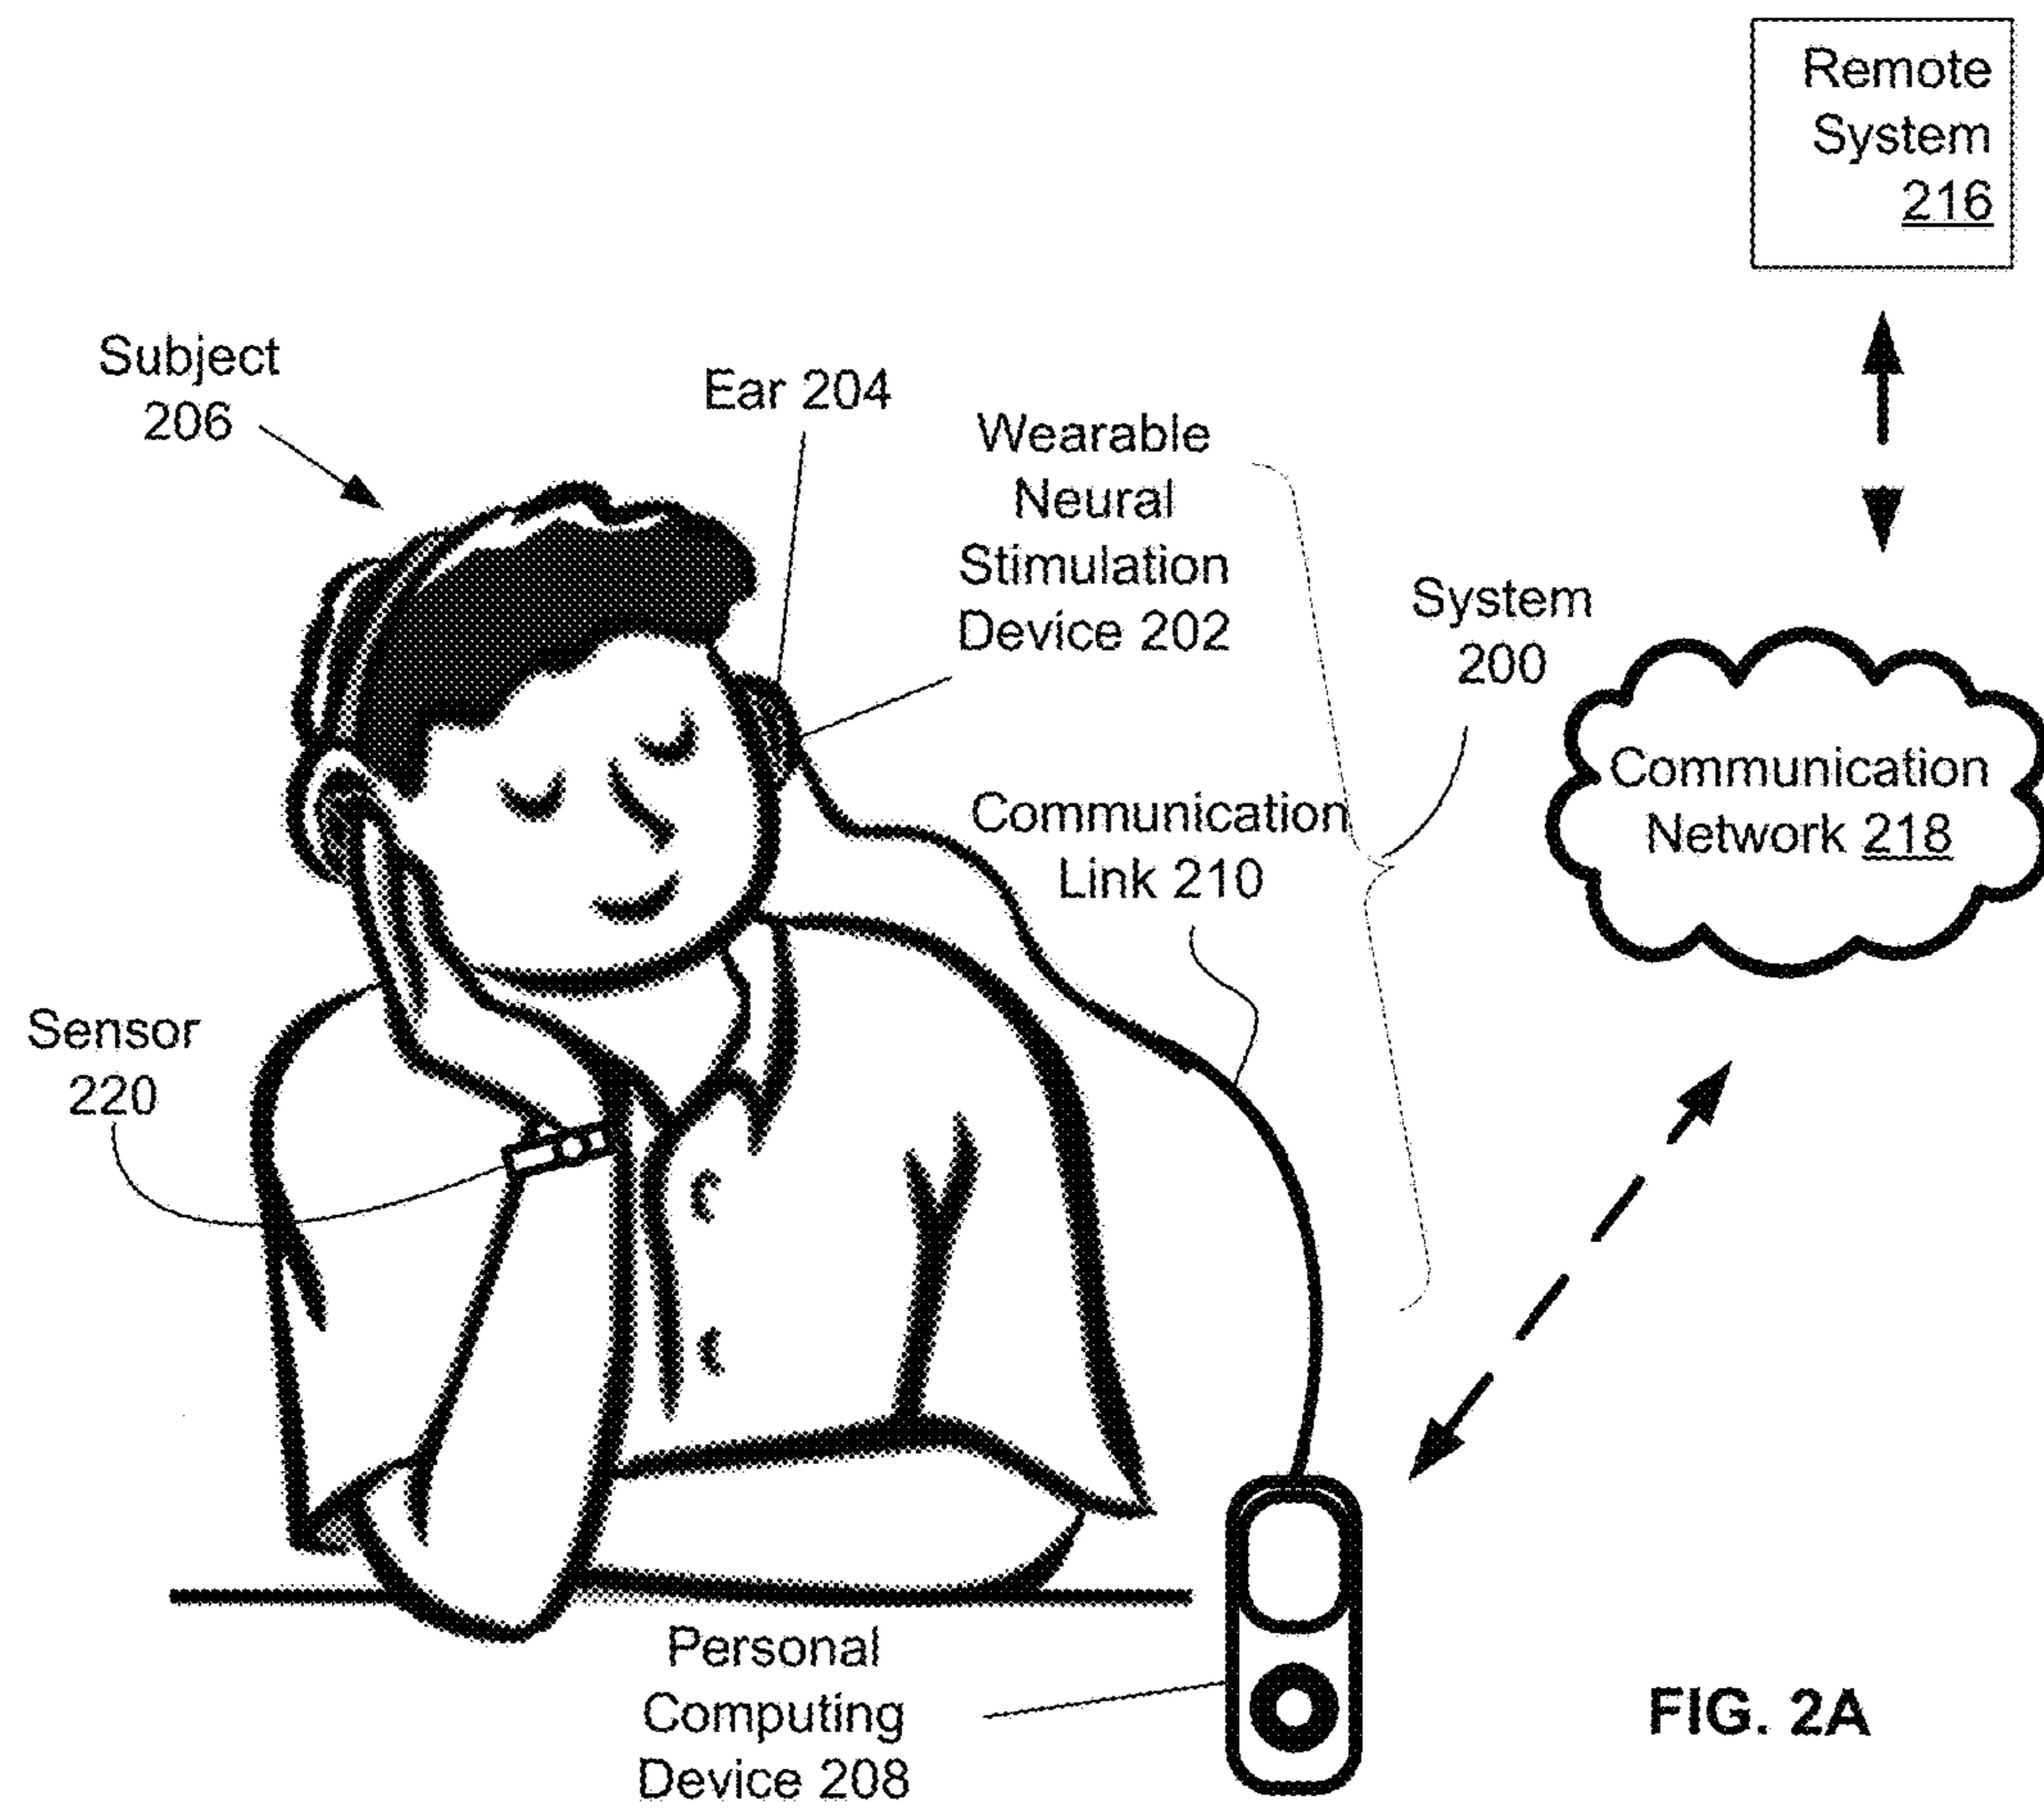 Remote
System
216
Subject
206
Ear 204
Wearable
Neural
Stimulation
Device 202
System
200
Communication
Network 218
Communication
Link 210
Sensor
220
Personal
Computing
Device 208
FIG. 2A